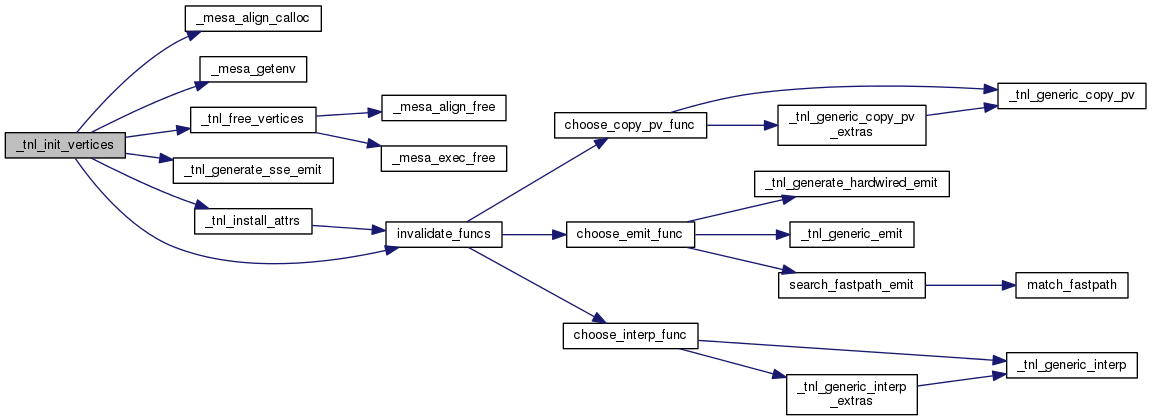 _mesa_align_calloc
_mesa_getenv
_tnl_free_vertices
_mesa_align_free
_mesa_exec_free
_tnl_init_vertices
_tnl_generate_sse_emit
_tnl_install_attrs
invalidate_funcs
choose_copy_pv_func
_tnl_generic_copy_pv
_extras
_tnl_generic_copy_pv
choose_emit_func
_tnl_generate_hardwired_emit
_tnl_generic_emit
search_fastpath_emit
match_fastpath
choose_interp_func
_tnl_generic_interp
_extras
_tnl_generic_interp